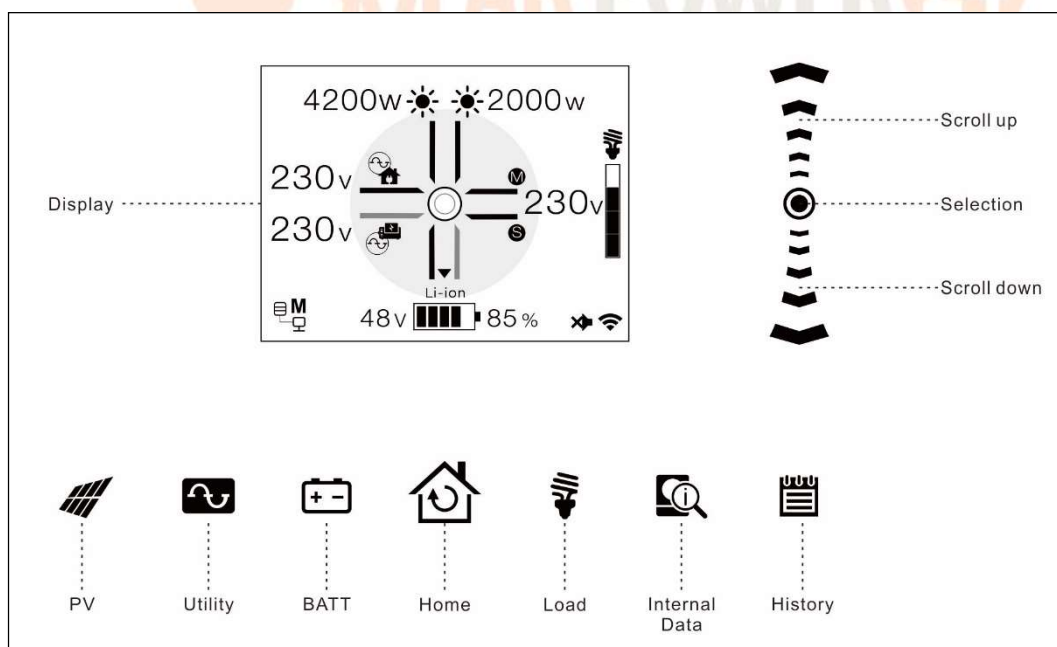 4200W 2000W
230V
230V
230V
M
S
Li-ion
M
48V 85%
Display
Scroll up
Selection
Scroll down
PV
Utility
BATT
Home
Load
Internal
Data
History